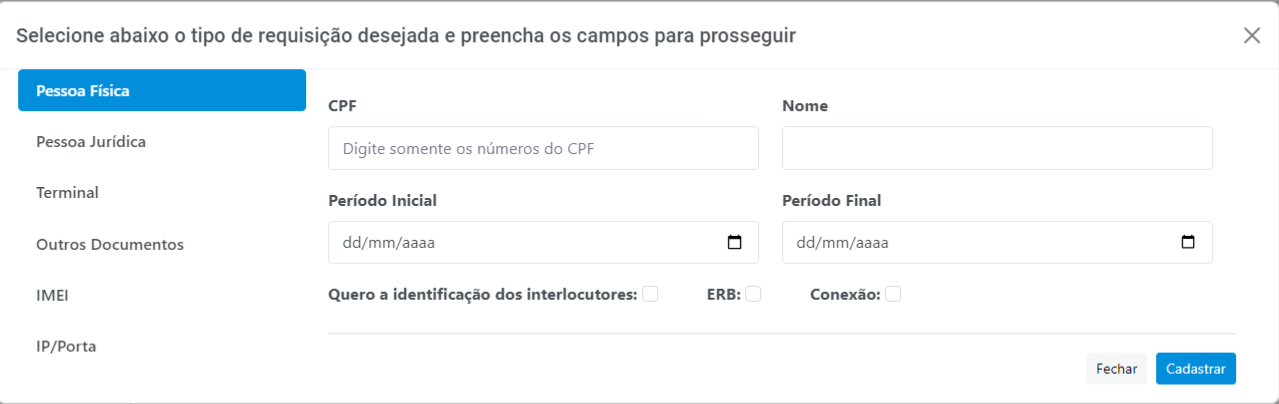 Selecione abaixo o tipo de requisição desejada e preencha os campos para prosseguir
Pessoa Física
Pessoa Jurídica
Terminal
Outros Documentos
IMEI
IP/Porta
CPF
Nome
Digite somente os números do CPF
Período Inicial
Período Final
dd/mm/aaaa
dd/mm/aaaa
Quero a identificação dos interlocutores:
ERB:
Conexão:
Fechar
Cadastrar